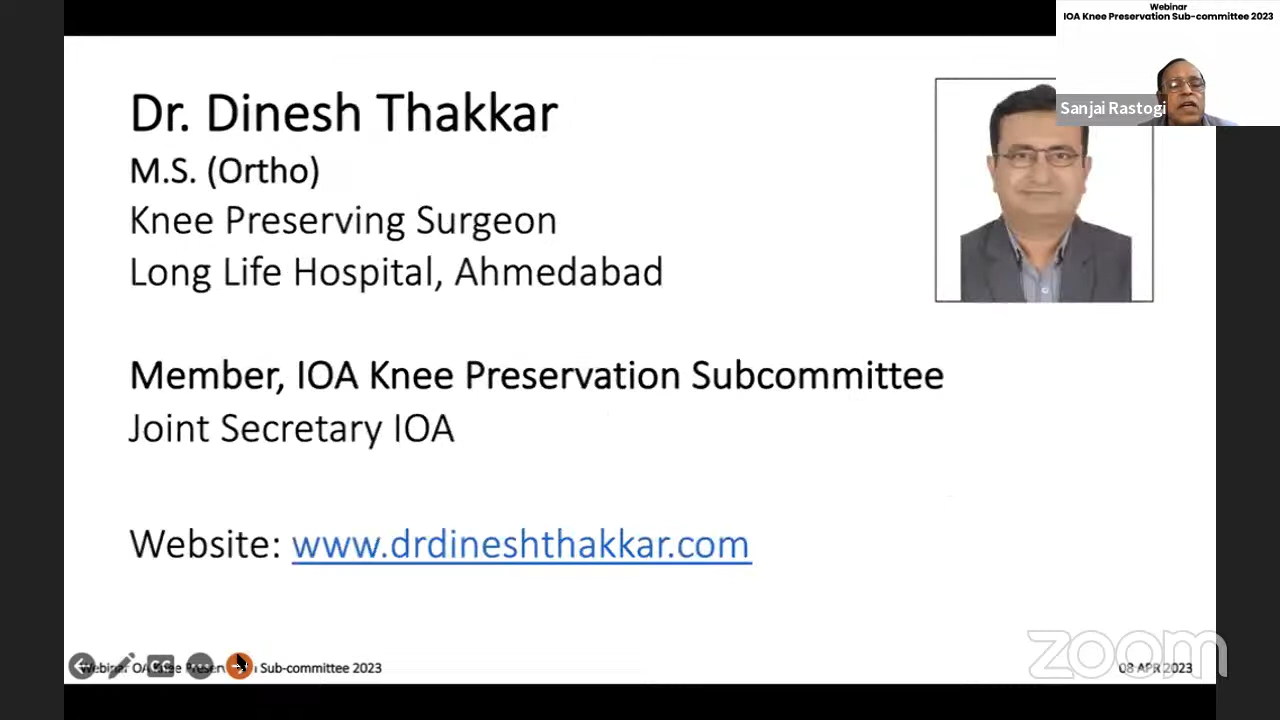 Webinar
IOA Knee Preservation Sub-committee 2023
Sanjai Rastogi
Dr. Dinesh Thakkar
M.S. (Ortho)
Knee Preserving Surgeon
Long Life Hospital, Ahmedabad
Member, IOA Knee Preservation Subcommittee
Joint Secretary IOA
Website: www.drdineshthakkar.com
Sub-committee 2023
08 APR 2023
zoom